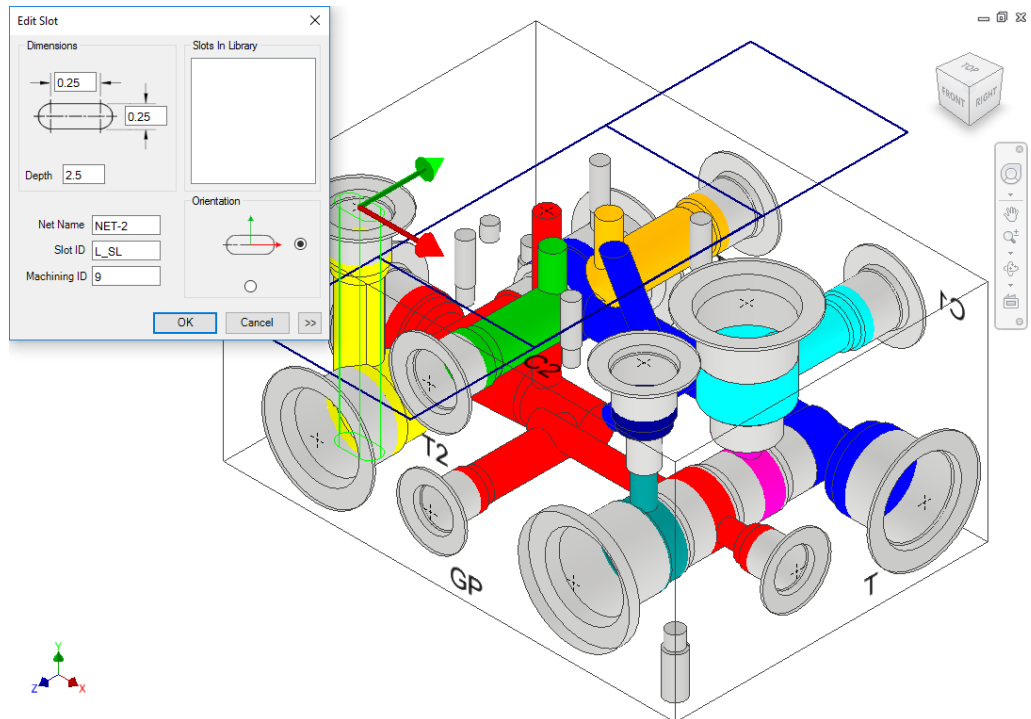 Edit Slot
Dimensions
0.25
0.25
Depth 2.5
Slots In Library
Net Name NET-2
Slot ID L_SL
Machining ID 9
Orientation
OK Cancel >>
TOP
FRONT RIGHT
C1
C2
T2
GP
T
Y
Z X